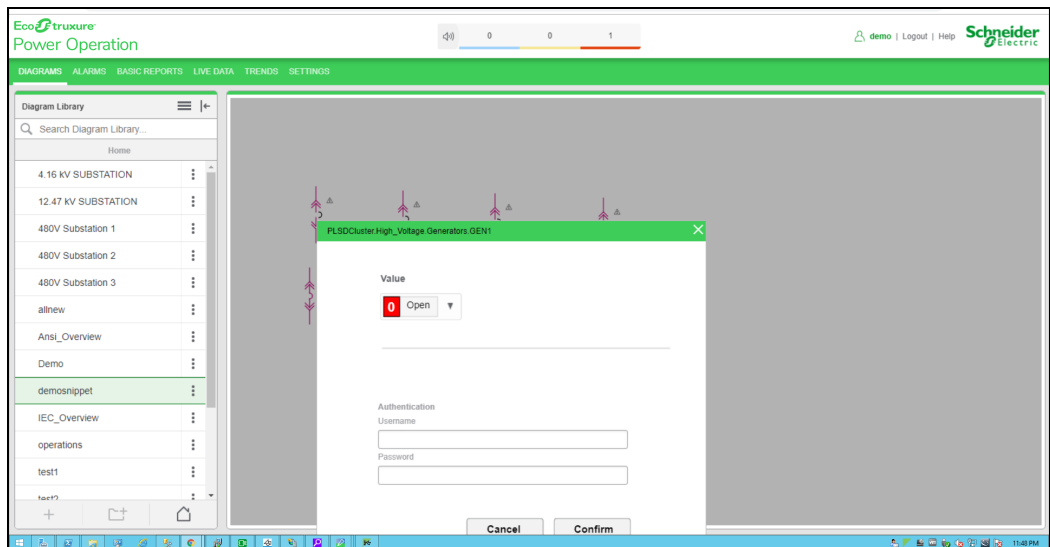 EcoStruxure
Power Operation
0 0 1
demo | Logout | Help
Schneider
Electric
DIAGRAMS ALARMS BASIC REPORTS LIVE DATA TRENDS SETTINGS
Diagram Library
Search Diagram Library...
Home
4.16 kV SUBSTATION
12.47 kV SUBSTATION
480V Substation 1
480V Substation 2
480V Substation 3
allnew
Ansi_Overview
Demo
demosnippet
IEC_Overview
operations
test1
test2
PLSDCluster.High_Voltage.Generators.GEN1
Value
0 Open
Authentication
Username
Password
Cancel Confirm
11:48 PM